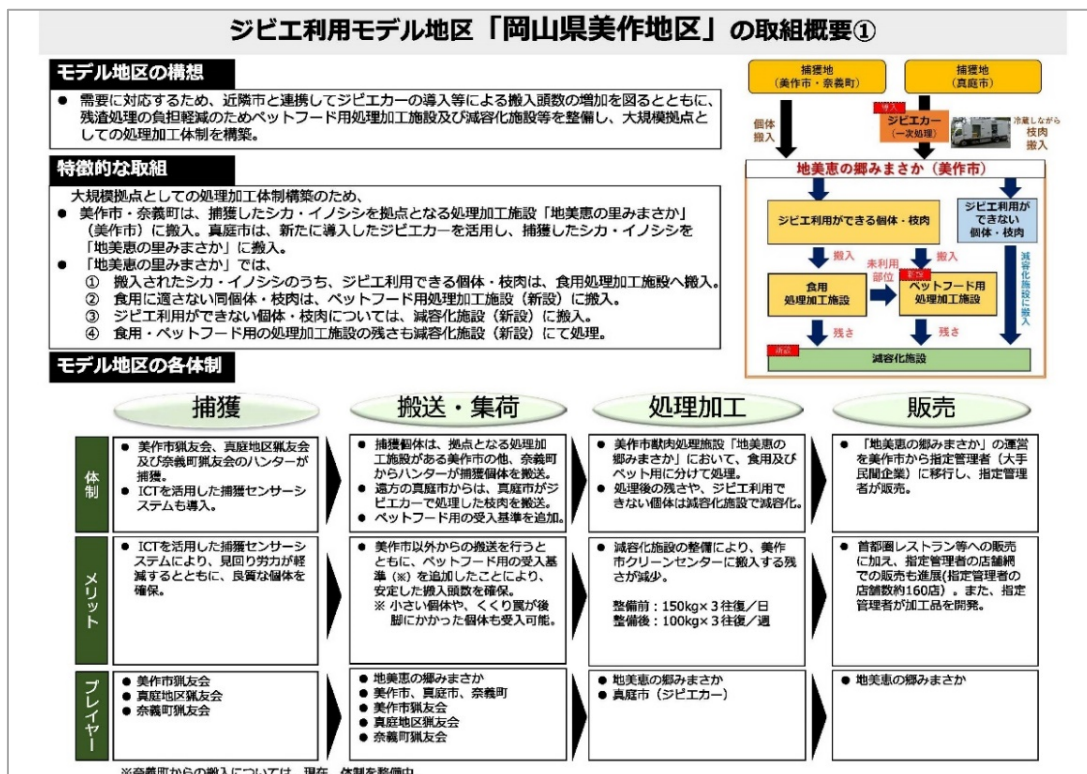 ジビエ利用モデル地区「岡山県美作地区」の取組概要①
モデル地区の構想
● 需要に対応するため、近隣市と連携してジビエカーの導入等による搬入頭数の増加を図るとともに、
残渣処理の負担軽減のためペットフード用処理加工施設及び減容化施設等を整備し、大規模拠点と
しての処理加工体制を構築。
特徴的な取組
大規模拠点としての処理加工体制構築のため、
● 美作市・奈義町は、捕獲したシカ・イノシシを拠点となる処理加工施設「地美恵の里みまさか」
（美作市）に搬入。真庭市は、新たに導入したジビエカーを活用し、捕獲したシカ・イノシシを
「地美恵の里みまさか」に搬入。
● 「地美恵の里みまさか」では、
① 搬入されたシカ・イノシシのうち、ジビエ利用できる個体・枝肉は、食用処理加工施設へ搬入。
② 食用に適さない同個体・枝肉は、ペットフード用処理加工施設（新設）に搬入。
③ ジビエ利用ができない個体・枝肉については、減容化施設（新設）に搬入。
④ 食用・ペットフード用の処理加工施設の残さも減容化施設（新設）にて処理。
捕獲地
（美作市・奈義町）
捕獲地
（真庭市）
個体
搬入
導入
ジビエカー
（一次処理）
冷蔵しながら
枝肉
搬入
地美恵の郷みまさか（美作市）
ジビエ利用ができる個体・枝肉
ジビエ利用が
できない
個体・枝肉
搬入
未利用
部位
搬入
減容化施設に搬入
食用
処理加工施設
新設
ペットフード用
処理加工施設
残さ
残さ
新設
減容化施設
モデル地区の各体制
捕獲
搬送・集荷
処理加工
販売
体制
● 美作市猟友会、真庭地区猟友会
及び奈義町猟友会のハンターが
捕獲。
● ICTを活用した捕獲センサーシ
ステムも導入。
● 捕獲個体は、拠点となる処理加
工施設がある美作市の他、奈義町
からハンターが捕獲個体を搬送。
● 遠方の真庭市からは、真庭市がジ
ビエカーで処理した枝肉を搬送。
● ペットフード用の受入基準を追加。
● 美作市獣肉処理施設「地美恵の
郷みまさか」において、食用及び
ペット用に分けて処理。
● 処理後の残さや、ジビエ利用でき
ない個体は減容化施設で減容化。
● 「地美恵の郷みまさか」の運営
を美作市から指定管理者（大手
民間企業）に移行し、指定管理
者が販売。
メリット
● ICTを活用した捕獲センサーシ
ステムにより、見回り労力が軽
減するとともに、良質な個体を
確保。
● 美作市以外からの搬送を行うと
ともに、ペットフード用の受入基
準（※）を追加したことにより、
安定した搬入頭数を確保。
※ 小さい個体や、くくり罠が後
脚にかかった個体も受入可能。
● 減容化施設の整備により、美作
市クリーンセンターに搬入する残
さが減少。
整備前：150kg×３往復／日
整備後：100kg×３往復／週
● 首都圏レストラン等への販売
に加え、指定管理者の店舗網
での販売も進展(指定管理者の
店舗数約160店）。また、指定
管理者が加工品を開発。
プレイヤー
● 美作市猟友会
● 真庭地区猟友会
● 奈義町猟友会
● 地美恵の郷みまさか
● 美作市、真庭市、奈義町
● 美作市猟友会
● 真庭地区猟友会
● 奈義町猟友会
● 地美恵の郷みまさか
● 真庭市（ジビエカー）
● 地美恵の郷みまさか
※奈義町からの搬入については、現在、体制を整備中